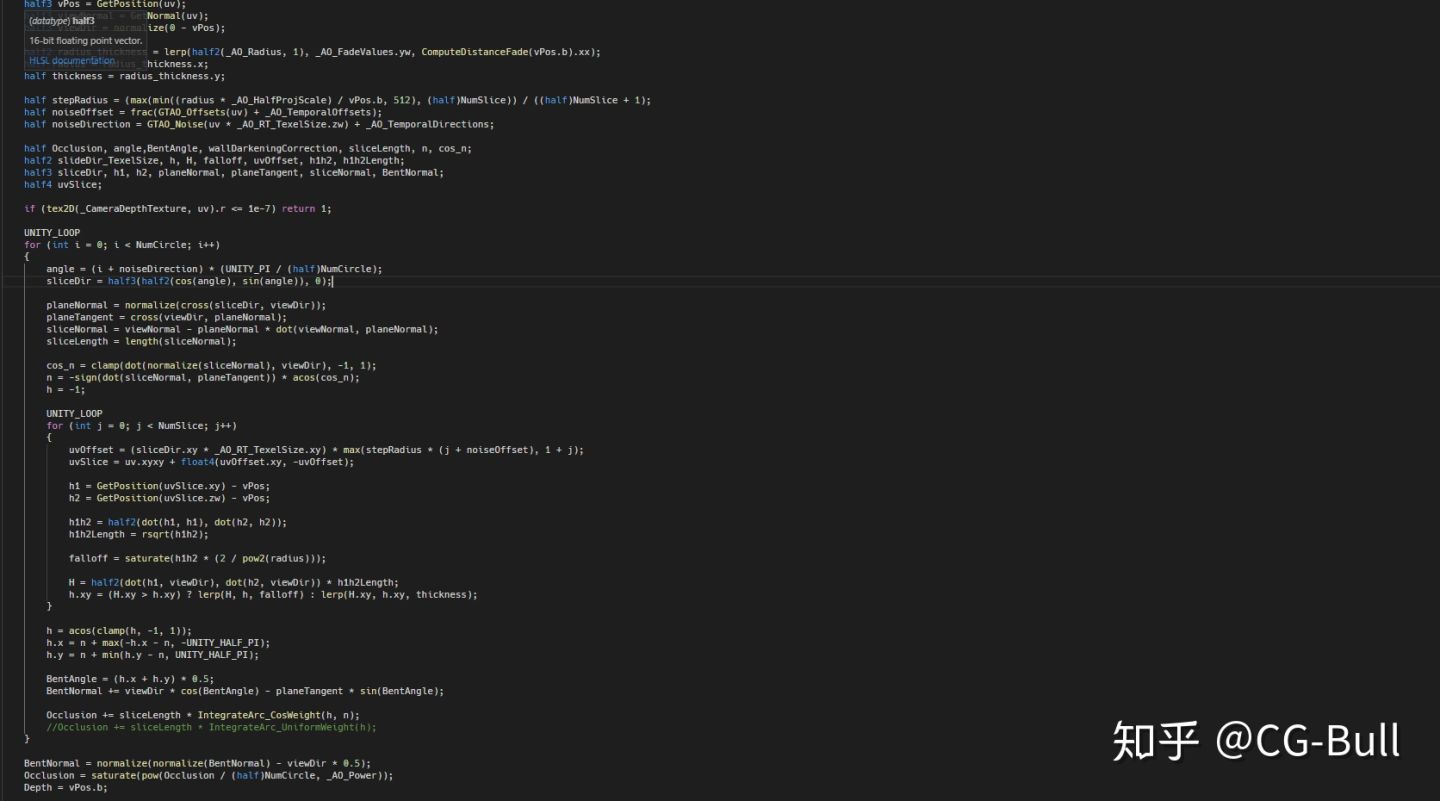 half3 vPos = GetPosition(uv);
GetNormal(uv);
(datatype) half3
normalize(0 - vPos);
16-bit floating point vector.
half2 radius_thickness = lerp(half2(_AO_Radius, 1), _AO_FadeValues.yw, ComputeDistanceFade(vPos.b).xx);
HLSL documentation
radius_thickness.x;
half thickness = radius_thickness.y;
half stepRadius = (max(min((radius * _AO_HalfProjScale) / vPos.b, 512), (half)NumSlice)) / ((half)NumSlice + 1);
half noiseOffset = frac(GTAO_Offsets(uv) + _AO_TemporalOffsets);
half noiseDirection = GTAO_Noise(uv * _AO_RT_TexelSize.zw) + _AO_TemporalDirections;
half Occlusion, angle,BentAngle, wallDarkeningCorrection, sliceLength, n, cos_n;
half2 slideDir_TexelSize, h, H, falloff, uvOffset, h1h2, h1h2Length;
half3 sliceDir, h1, h2, planeNormal, planeTangent, sliceNormal, BentNormal;
half4 uvSlice;
if (tex2D(_CameraDepthTexture, uv).r <= 1e-7) return 1;
UNITY_LOOP
for (int i = 0; i < NumCircle; i++)
{
angle = (i + noiseDirection) * (UNITY_PI / (half)NumCircle);
sliceDir = half3(half2(cos(angle), sin(angle)), 0);
planeNormal = normalize(cross(sliceDir, viewDir));
planeTangent = cross(viewDir, planeNormal);
sliceNormal = viewNormal - planeNormal * dot(viewNormal, planeNormal);
sliceLength = length(sliceNormal);
cos_n = clamp(dot(normalize(sliceNormal), viewDir), -1, 1);
n = -sign(dot(sliceNormal, planeTangent)) * acos(cos_n);
h = -1;
UNITY_LOOP
for (int j = 0; j < NumSlice; j++)
{
uvOffset = (sliceDir.xy * _AO_RT_TexelSize.xy) * max(stepRadius * (j + noiseOffset), 1 + j);
uvSlice = uv.xyxy + float4(uvOffset.xy, -uvOffset);
h1 = GetPosition(uvSlice.xy) - vPos;
h2 = GetPosition(uvSlice.zw) - vPos;
h1h2 = half2(dot(h1, h1), dot(h2, h2));
h1h2Length = rsqrt(h1h2);
falloff = saturate(h1h2 * (2 / pow2(radius)));
H = half2(dot(h1, viewDir), dot(h2, viewDir)) * h1h2Length;
h.xy = (H.xy > h.xy) ? lerp(H, h, falloff) : lerp(H.xy, h.xy, thickness);
}
h = acos(clamp(h, -1, 1));
h.x = n + max(-h.x - n, -UNITY_HALF_PI);
h.y = n + min(h.y - n, UNITY_HALF_PI);
BentAngle = (h.x + h.y) * 0.5;
BentNormal += viewDir * cos(BentAngle) - planeTangent * sin(BentAngle);
Occlusion += sliceLength * IntegrateArc_CosWeight(h, n);
//Occlusion += sliceLength * IntegrateArc_UniformWeight(h);
}
BentNormal = normalize(normalize(BentNormal) - viewDir * 0.5);
Occlusion = saturate(pow(Occlusion / (half)NumCircle, _AO_Power));
Depth = vPos.b;
知乎 @CG-Bull